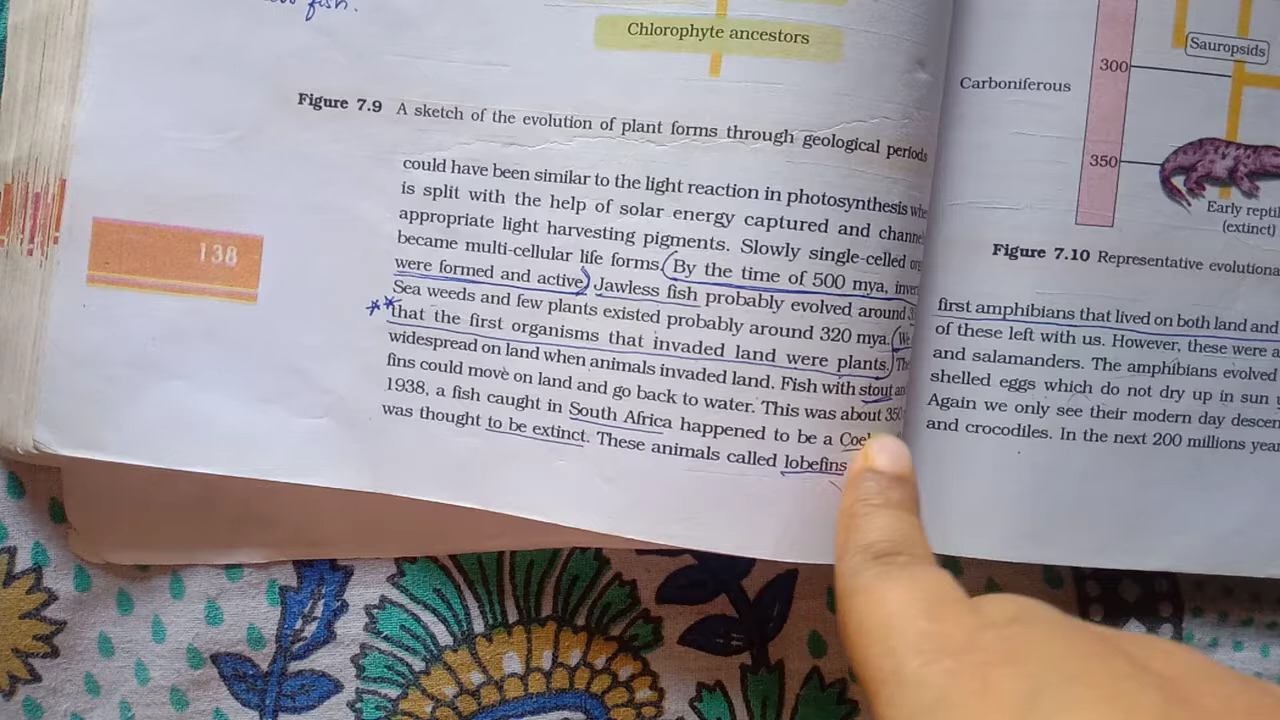 fish.
Chlorophyte ancestors
Figure 7.9 A sketch of the evolution of plant forms through geological periods
could have been similar to the light reaction in photosynthesis
is split with the help of solar energy captured and
appropriate light harvesting pigments. Slowly single-celled
became multi-cellular life forms. By the time of 500 mya,
were formed and active. Jawless fish probably evolved around
Sea weeds and few plants existed probably around 320 mya. We
that the first organisms that invaded land were plants.
widespread on land when animals invaded land. Fish with stout
fins could move on land and go back to water. This was about 350
1938, a fish caught in South Africa happened to be a
was thought to be extinct. These animals called lobefins
138
300
Sauropsids
Carboniferous
350
Early
(extinct)
Figure 7.10 Representative
first amphibians that lived on both land and
of these left with us. However, these were
and salamanders. The amphibians evolved
shelled eggs which do not dry up in sun
Again we only see their modern day
and crocodiles. In the next 200 millions